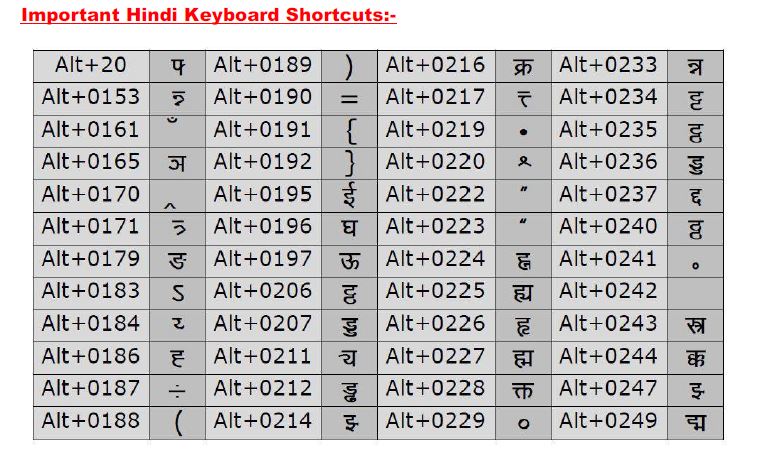 Important Hindi Keyboard Shortcuts:-
Alt+20 Alt+0189 ) Alt+0216 क्र Alt+0233 न्न
Alt+0153 Alt+0190 = Alt+0217 त्त् Alt+0234 ट्ट
Alt+0161 ँ Alt+0191 { Alt+0219 • Alt+0235
Alt+0165 ञ Alt+0192 } Alt+0220 Alt+0236 ड्ड
Alt+0170 Alt+0195 ई Alt+0222 ” Alt+0237 द्द
Alt+0171 Alt+0196 घ Alt+0223 “ Alt+0240
Alt+0179 ङ Alt+0197 ऊ Alt+0224 ह्न Alt+0241 ॰
Alt+0183 ऽ Alt+0206 Alt+0225 ह्य Alt+0242
Alt+0184 Alt+0207 ड्ड Alt+0226 हृ Alt+0243 स्त्र
Alt+0186 Alt+0211 Alt+0227 ह्म Alt+0244 क्क
Alt+0187 ÷ Alt+0212 Alt+0228 क्त Alt+0247
Alt+0188 ( Alt+0214 Alt+0229 ० Alt+0249 द्म